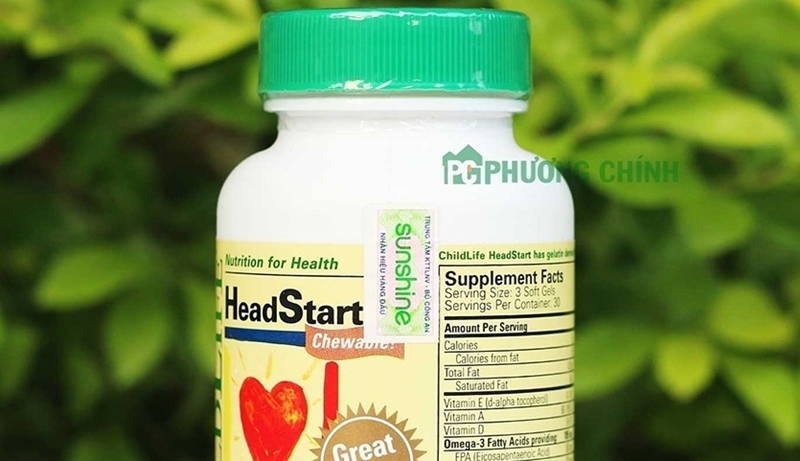 PG PHƯƠNG CHÍNH
Nutrition for Health
HeadStart
Chewable!
Great
sunshine
TRUNG TÂM KTTLNV - BỘ CÔNG AN
NHÃN HIỆU HÀNG ĐẦU
ChildLife HeadStart has gelatin
Supplement Facts
Serving Size: 3 Soft Gels
Servings Per Container: 30
Amount Per Serving
Calories
Calories from fat
Total Fat
Saturated Fat
Vitamin E (d-alpha tocopherol)
Vitamin A
Vitamin D
Omega-3 Fatty Acids providing
EPA (Eicosapentaenoic Acid)